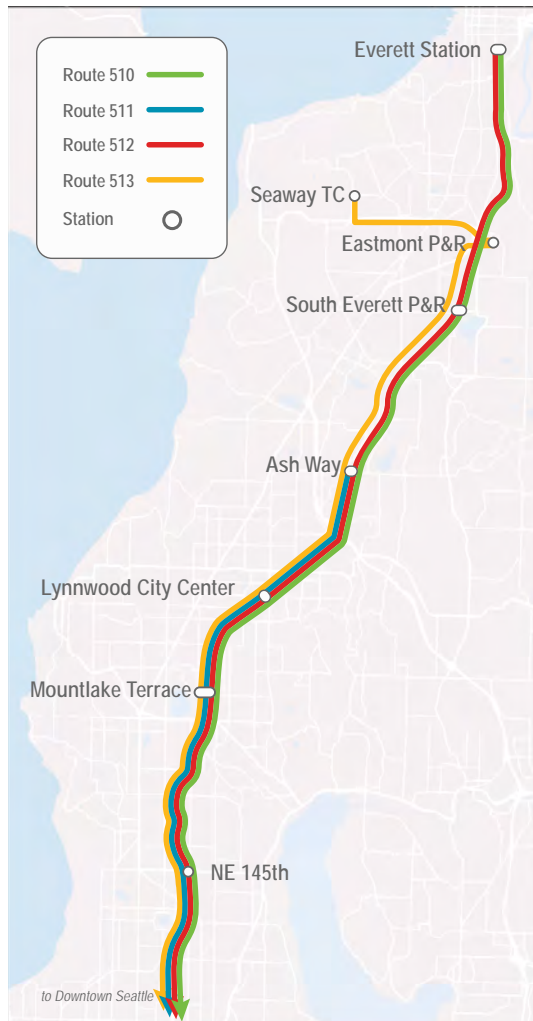 Route 510
Route 511
Route 512
Route 513
Station
Everett Station
Seaway TC
Eastmont P&R
South Everett P&R
Ash Way
Lynnwood City Center
Mountlake Terrace
NE 145th
to Downtown Seattle